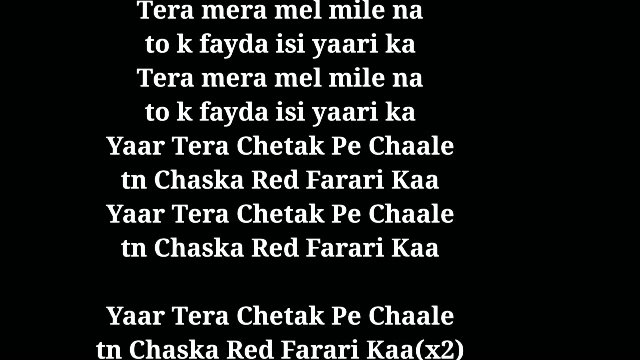 Tera mera mel mile na
to k fayda isi yaari ka
Tera mera mel mile na
to k fayda isi yaari ka
Yaar Tera Chetak Pe Chaale
tn Chaska Red Farari Kaa
Yaar Tera Chetak Pe Chaale
tn Chaska Red Farari Kaa
Yaar Tera Chetak Pe Chaale
tn Chaska Red Farari Kaa(x2)